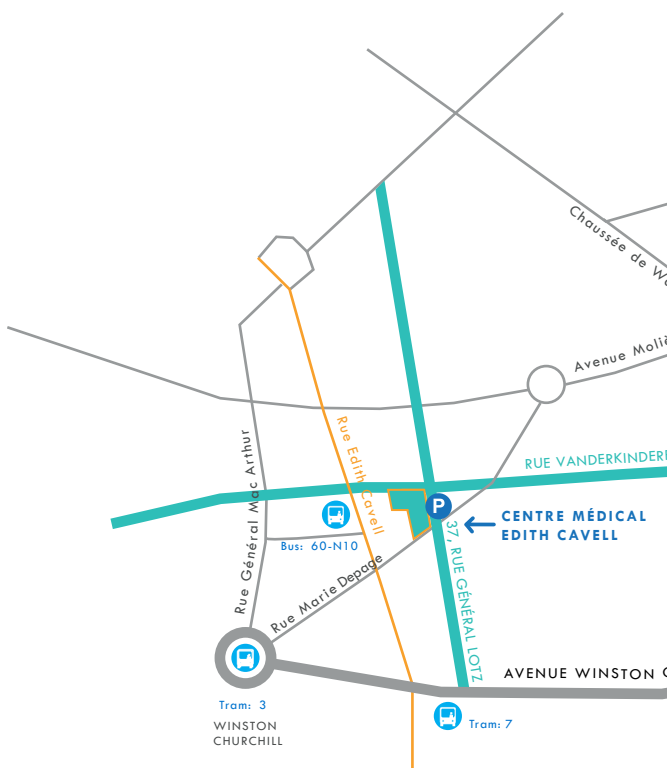 Chaussée de
Avenue
RUE
Rue Edith Cavell
Rue Général Mac Arthur
P
CENTRE MÉDICAL
EDITH CAVELL
37, RUE GÉNÉRAL LOTZ
Bus: 60-N10
Rue Marie Depage
AVENUE WINSTON
Tram: 3
WINSTON
CHURCHILL
Tram: 7